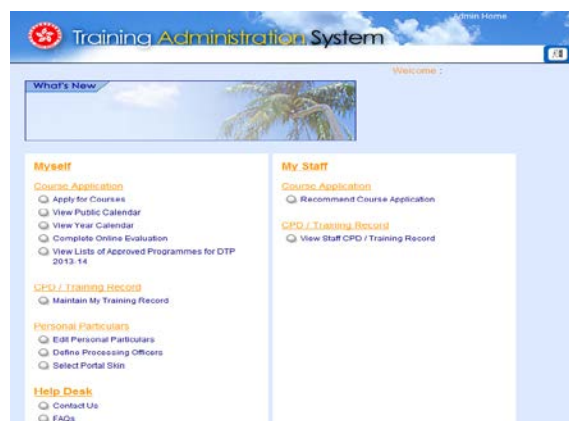 Admin Home
Training Administration System
Welcome :
What's New
Myself
Course Application
Apply for Courses
View Public Calendar
View Year Calendar
Complete Online Evaluation
View Lists of Approved Programmes for DTP
2013-14
CPD / Training Record
Maintain My Training Record
Personal Particulars
Edit Personal Particulars
Define Processing Officers
Select Portal Skin
Help Desk
Contact Us
FAQs
My Staff
Course Application
Recommend Course Application
CPD / Training Record
View Staff CPD / Training Record